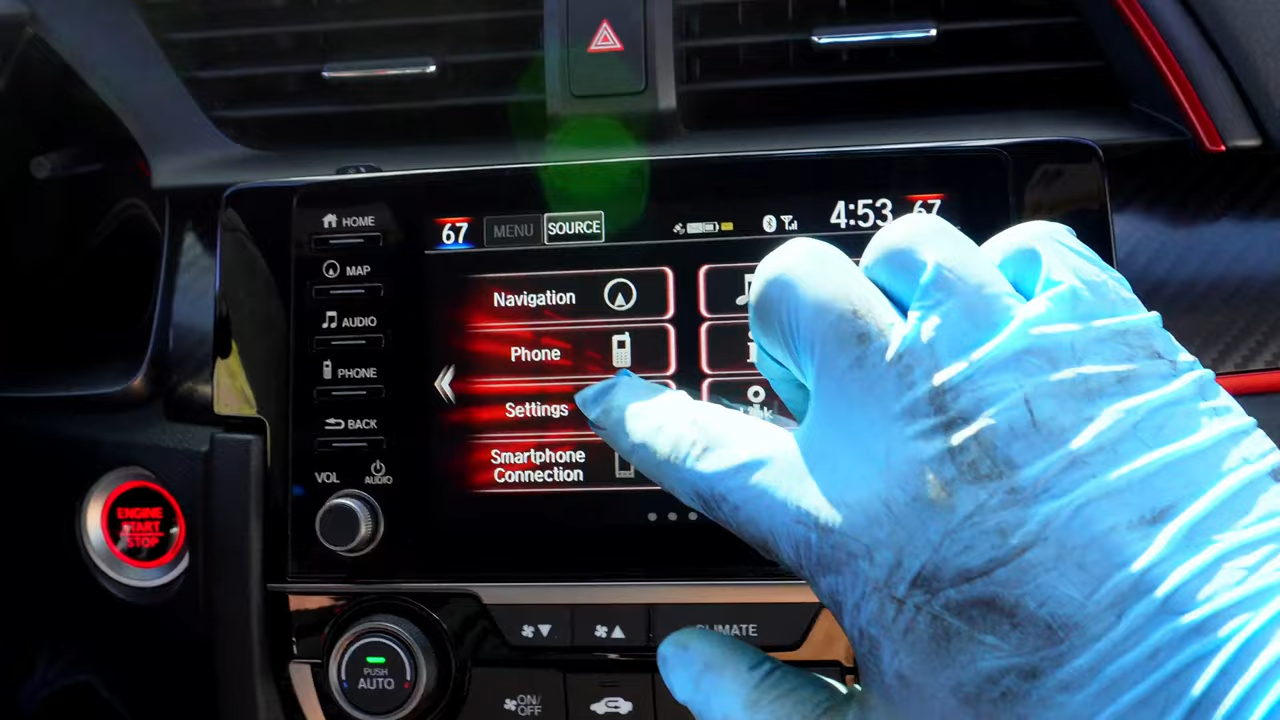 HOME
MAP
AUDIO
PHONE
BACK
VOL
AUDIO
67
MENU
SOURCE
4:53
67
Navigation
Phone
Settings
Smartphone
Connection
ENGINE
START
STOP
CLIMATE
PUSH
AUTO
ON/
OFF